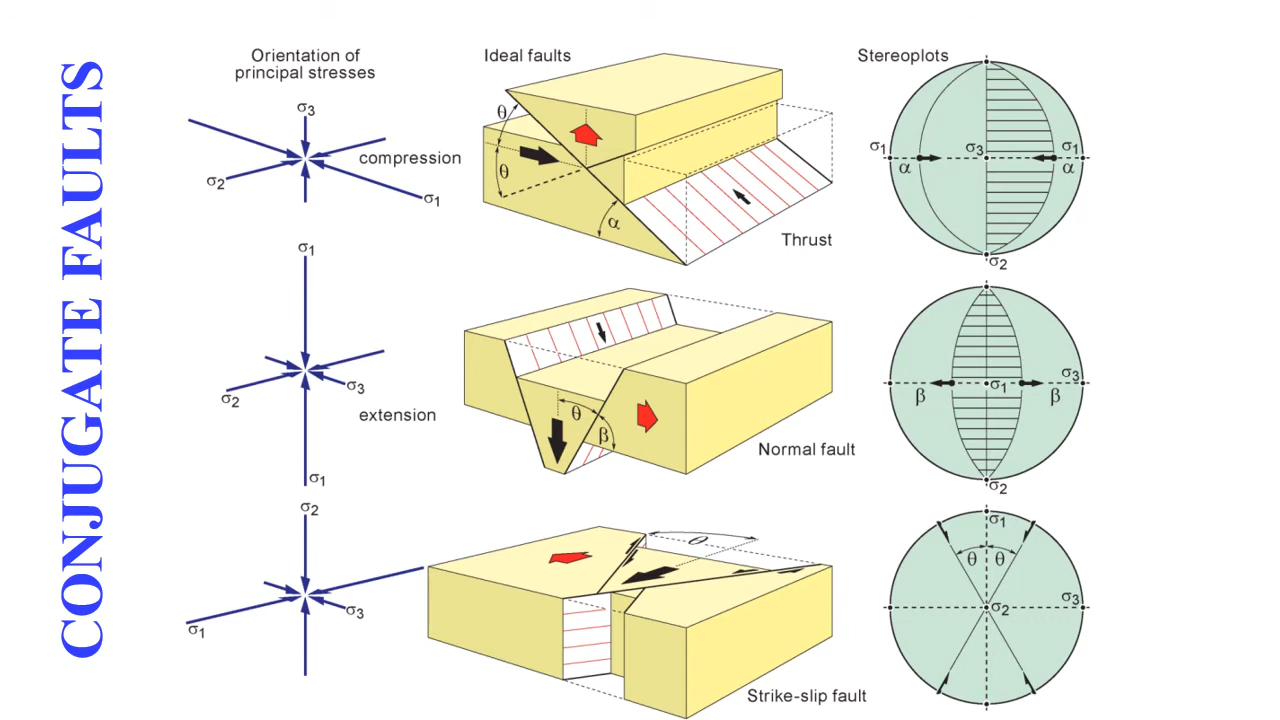 CONJUGATE FAULTS
Orientation of
principal stresses
Ideal faults
Stereoplots
σ3
compression
σ2
σ1
θ
θ
α
Thrust
σ1
σ3
σ1
α
α
σ2
σ1
σ3
σ2
extension
σ1
θ
β
Normal fault
σ3
σ1
β
β
σ2
σ2
σ3
σ1
θ
Strike-slip fault
σ1
θ
θ
σ3
σ2